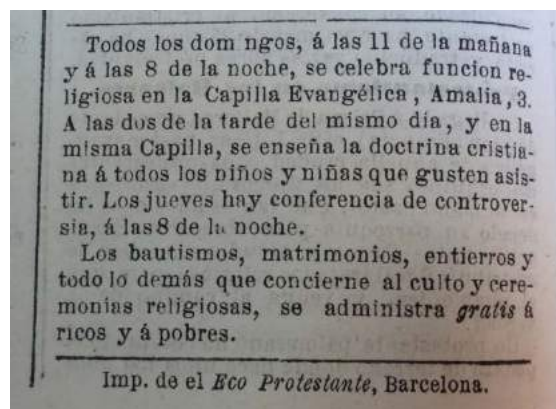 Todos los dom ngos, á las 11 de la mañana
y á las 8 de la noche, se celebra funcion re-
ligiosa en la Capilla Evangélica, Amalia, 3.
A las dos de la tarde del mismo día, y en la
misma Capilla, se enseña la doctrina cristia-
na á todos los niños y niñas que gusten asis-
tir. Los jueves hay conferencia de controver-
sia, á las 8 de la noche.
Los bautismos, matrimonios, entierros y
todo lo demás que concierne al culto y cere-
monias religiosas, se administra gratis á
ricos y á pobres.
Imp. de el Eco Protestante, Barcelona.